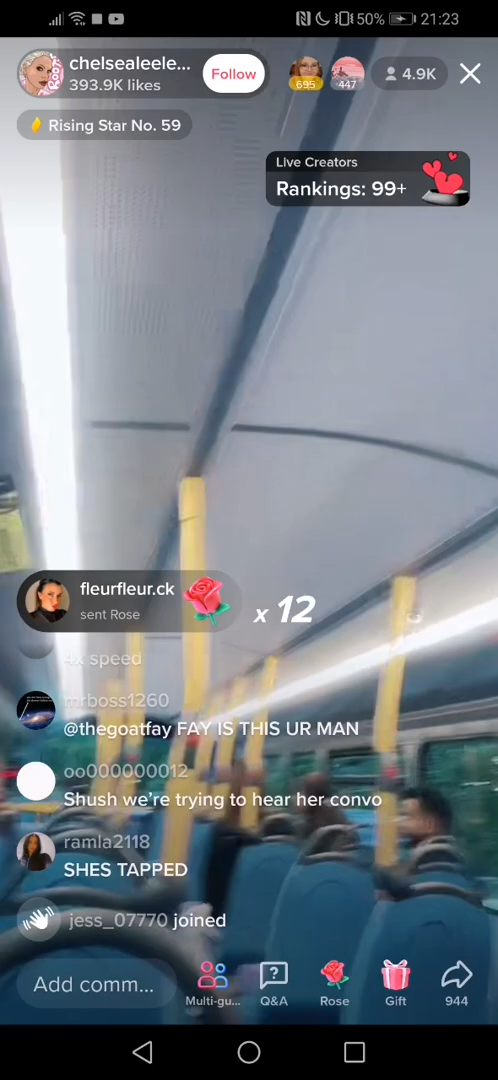 50%
21:23
chelsealeele...
393.9K likes
Follow
695
447
4.9K
Rising Star No. 59
Live Creators
Rankings: 99+
fleurfleur.ck
sent Rose
x 12
4x speed
mrboss1260
@thegoatfay FAY IS THIS UR MAN
oo000000012
Shush we're trying to hear her convo
ramla2118
SHES TAPPED
jess_07770 joined
Add comm...
Multi-gu...
Q&A
Rose
Gift
944